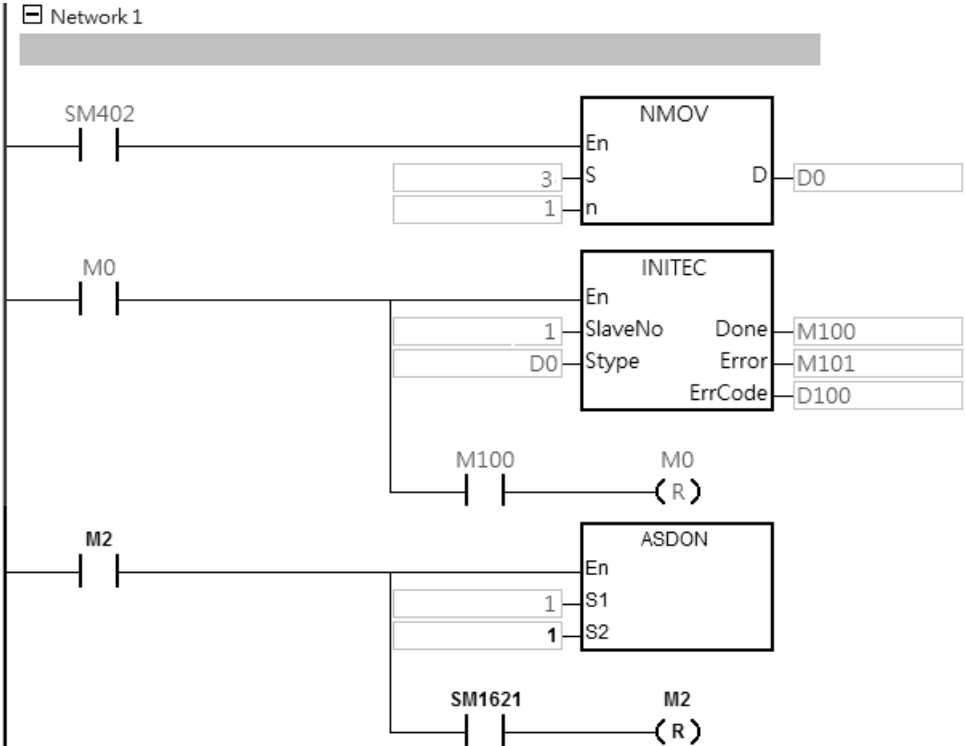 Network 1
SM402
NMOV
En
3 S D D0
1 n
M0
INITEC
En
1 SlaveNo Done M100
D0 Stype Error M101
ErrCode D100
M100 M0
R
M2
ASDON
En
1 S1
1 S2
SM1621 M2
R